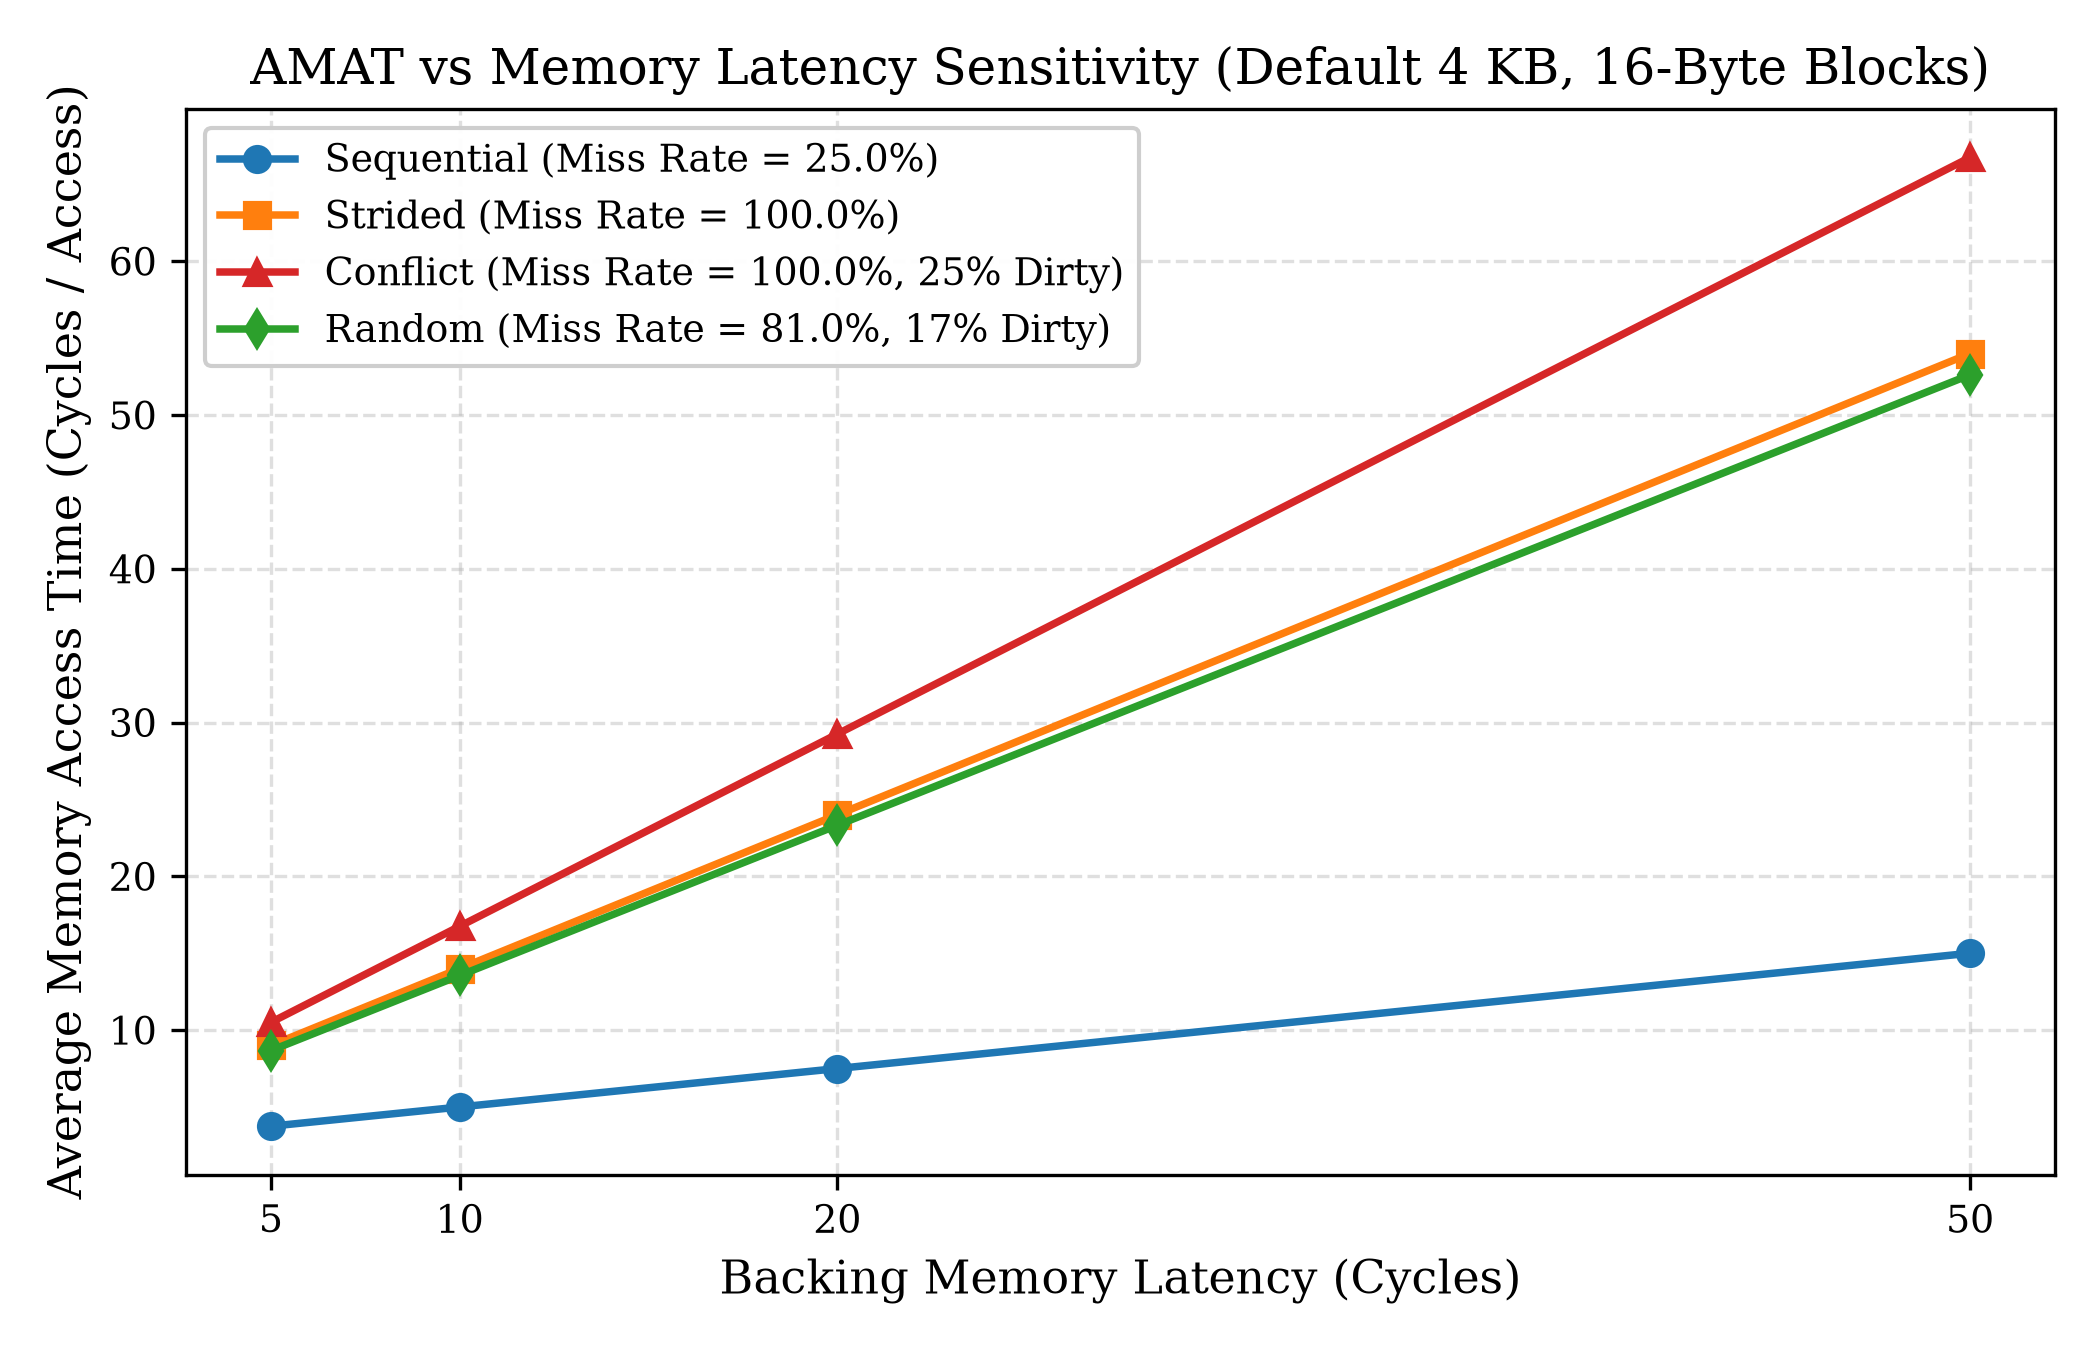 AMAT vs Memory Latency Sensitivity (Default 4 KB, 16-Byte Blocks)
Sequential (Miss Rate = 25.0%)
Strided (Miss Rate = 100.0%)
Conflict (Miss Rate = 100.0%, 25% Dirty)
Random (Miss Rate = 81.0%, 17% Dirty)
Average Memory Access Time (Cycles / Access)
60
50
40
30
20
10
5 10 20 50
Backing Memory Latency (Cycles)